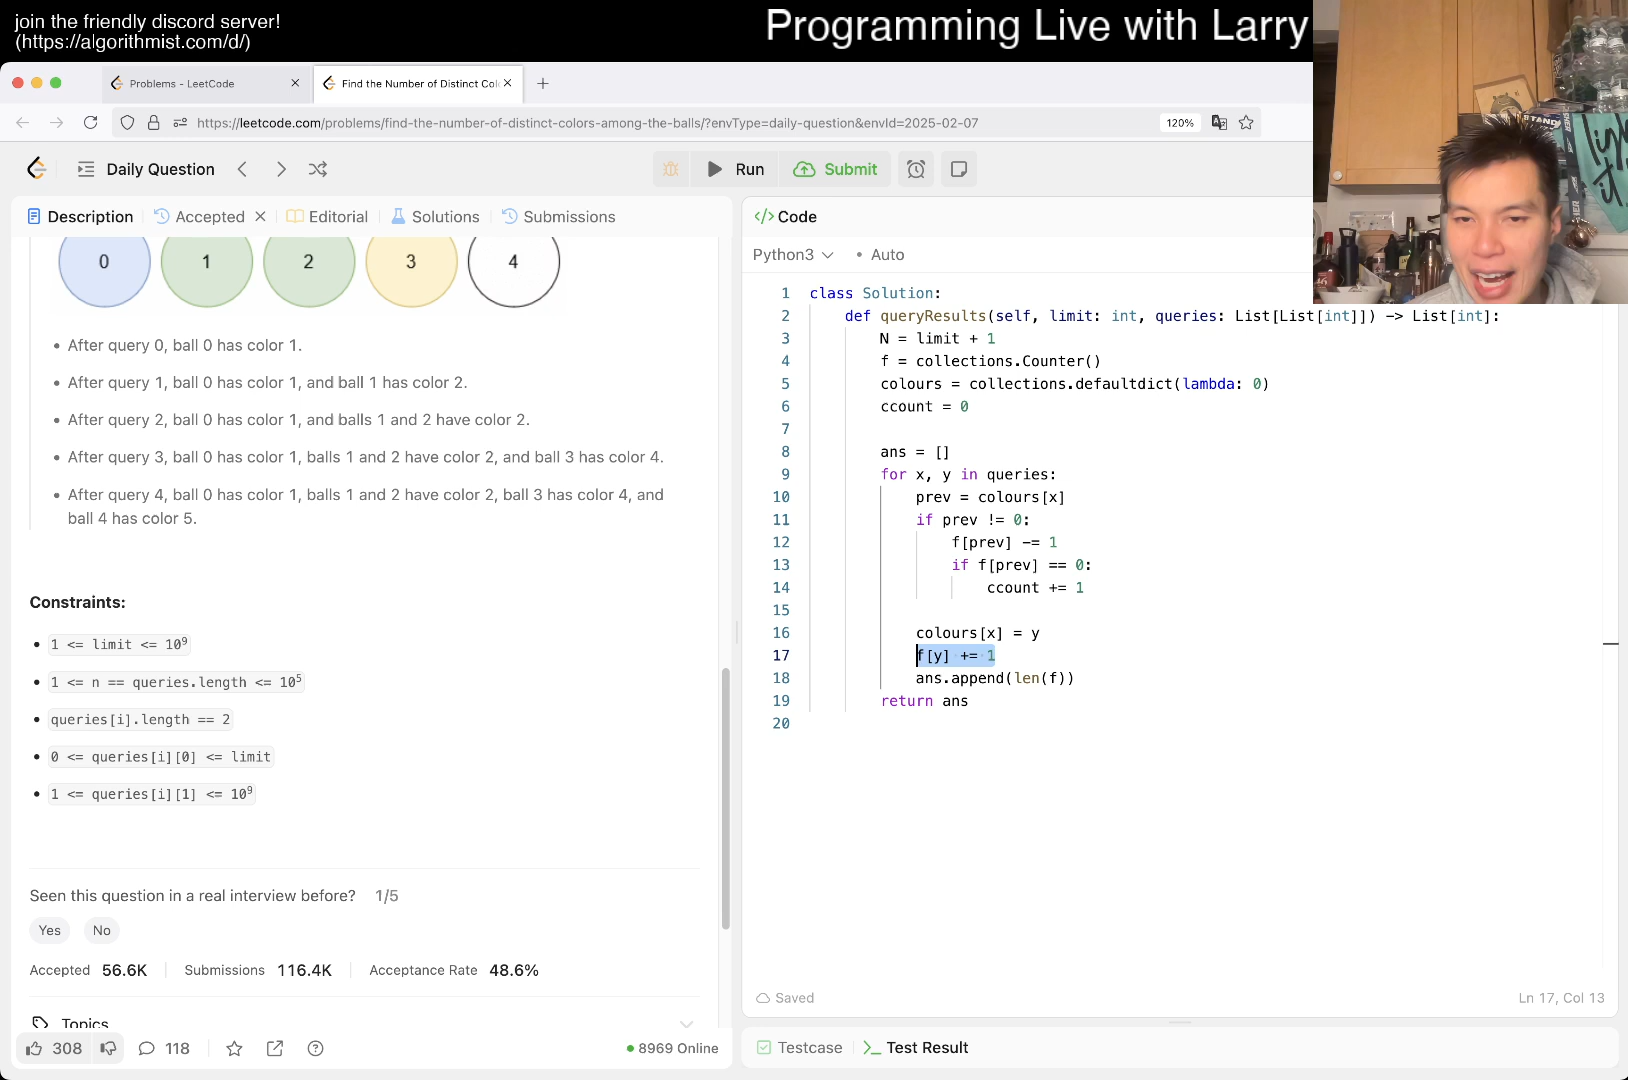 join the friendly discord server!
(https://algorithmist.com/d/)
Programming Live with Larry
Problems - LeetCode
Find the Number of Distinct Col
https://leetcode.com/problems/find-the-number-of-distinct-colors-among-the-balls/?envType=daily-question&envId=2025-02-07
120%
Daily Question
Run
Submit
Description
Accepted
Editorial
Solutions
Submissions
</> Code
Python3
• Auto
0 1 2 3 4
• After query 0, ball 0 has color 1.
• After query 1, ball 0 has color 1, and ball 1 has color 2.
• After query 2, ball 0 has color 1, and balls 1 and 2 have color 2.
• After query 3, ball 0 has color 1, balls 1 and 2 have color 2, and ball 3 has color 4.
• After query 4, ball 0 has color 1, balls 1 and 2 have color 2, ball 3 has color 4, and
ball 4 has color 5.
Constraints:
• 1 <= limit <= 10⁹
• 1 <= n == queries.length <= 10⁵
• queries[i].length == 2
• 0 <= queries[i][0] <= limit
• 1 <= queries[i][1] <= 10⁹
Seen this question in a real interview before? 1/5
Yes No
Accepted 56.6K Submissions 116.4K Acceptance Rate 48.6%
Topics
308 118
8969 Online
1 class Solution:
2 def queryResults(self, limit: int, queries: List[List[int]]) -> List[int]:
3 N = limit + 1
4 f = collections.Counter()
5 colours = collections.defaultdict(lambda: 0)
6 ccount = 0
7
8 ans = []
9 for x, y in queries:
10 prev = colours[x]
11 if prev != 0:
12 f[prev] -= 1
13 if f[prev] == 0:
14 ccount += 1
15
16 colours[x] = y
17 f[y] += 1
18 ans.append(len(f))
19 return ans
20
Saved
Ln 17, Col 13
Testcase
Test Result